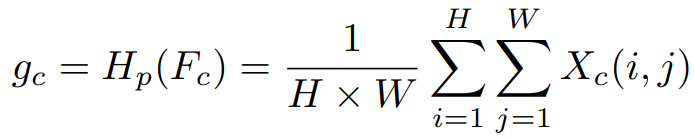 $g_c = H_p(F_c) = \frac{1}{H \times W} \sum_{i=1}^{H} \sum_{j=1}^{W} X_c(i, j)$